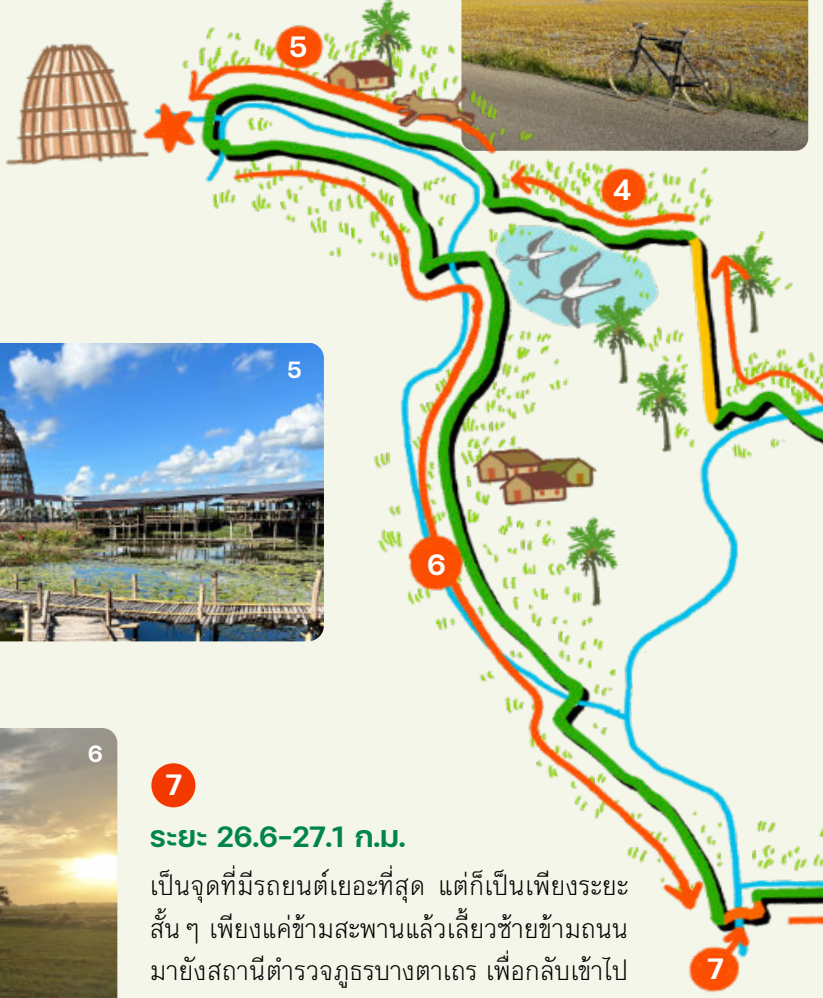 5
4
5
6
6
7
ระยะ 26.6-27.1 ก.ม.
เป็นจุดที่มีรถยนต์เยอะที่สุด แต่ก็เป็นเพียงระยะ
สั้น ๆ เพียงแค่ข้ามสะพานแล้วเลี้ยวซ้ายข้ามถนน
มายังสถานีตำรวจภูธรบางตาเถร เพื่อกลับเข้าไป
7